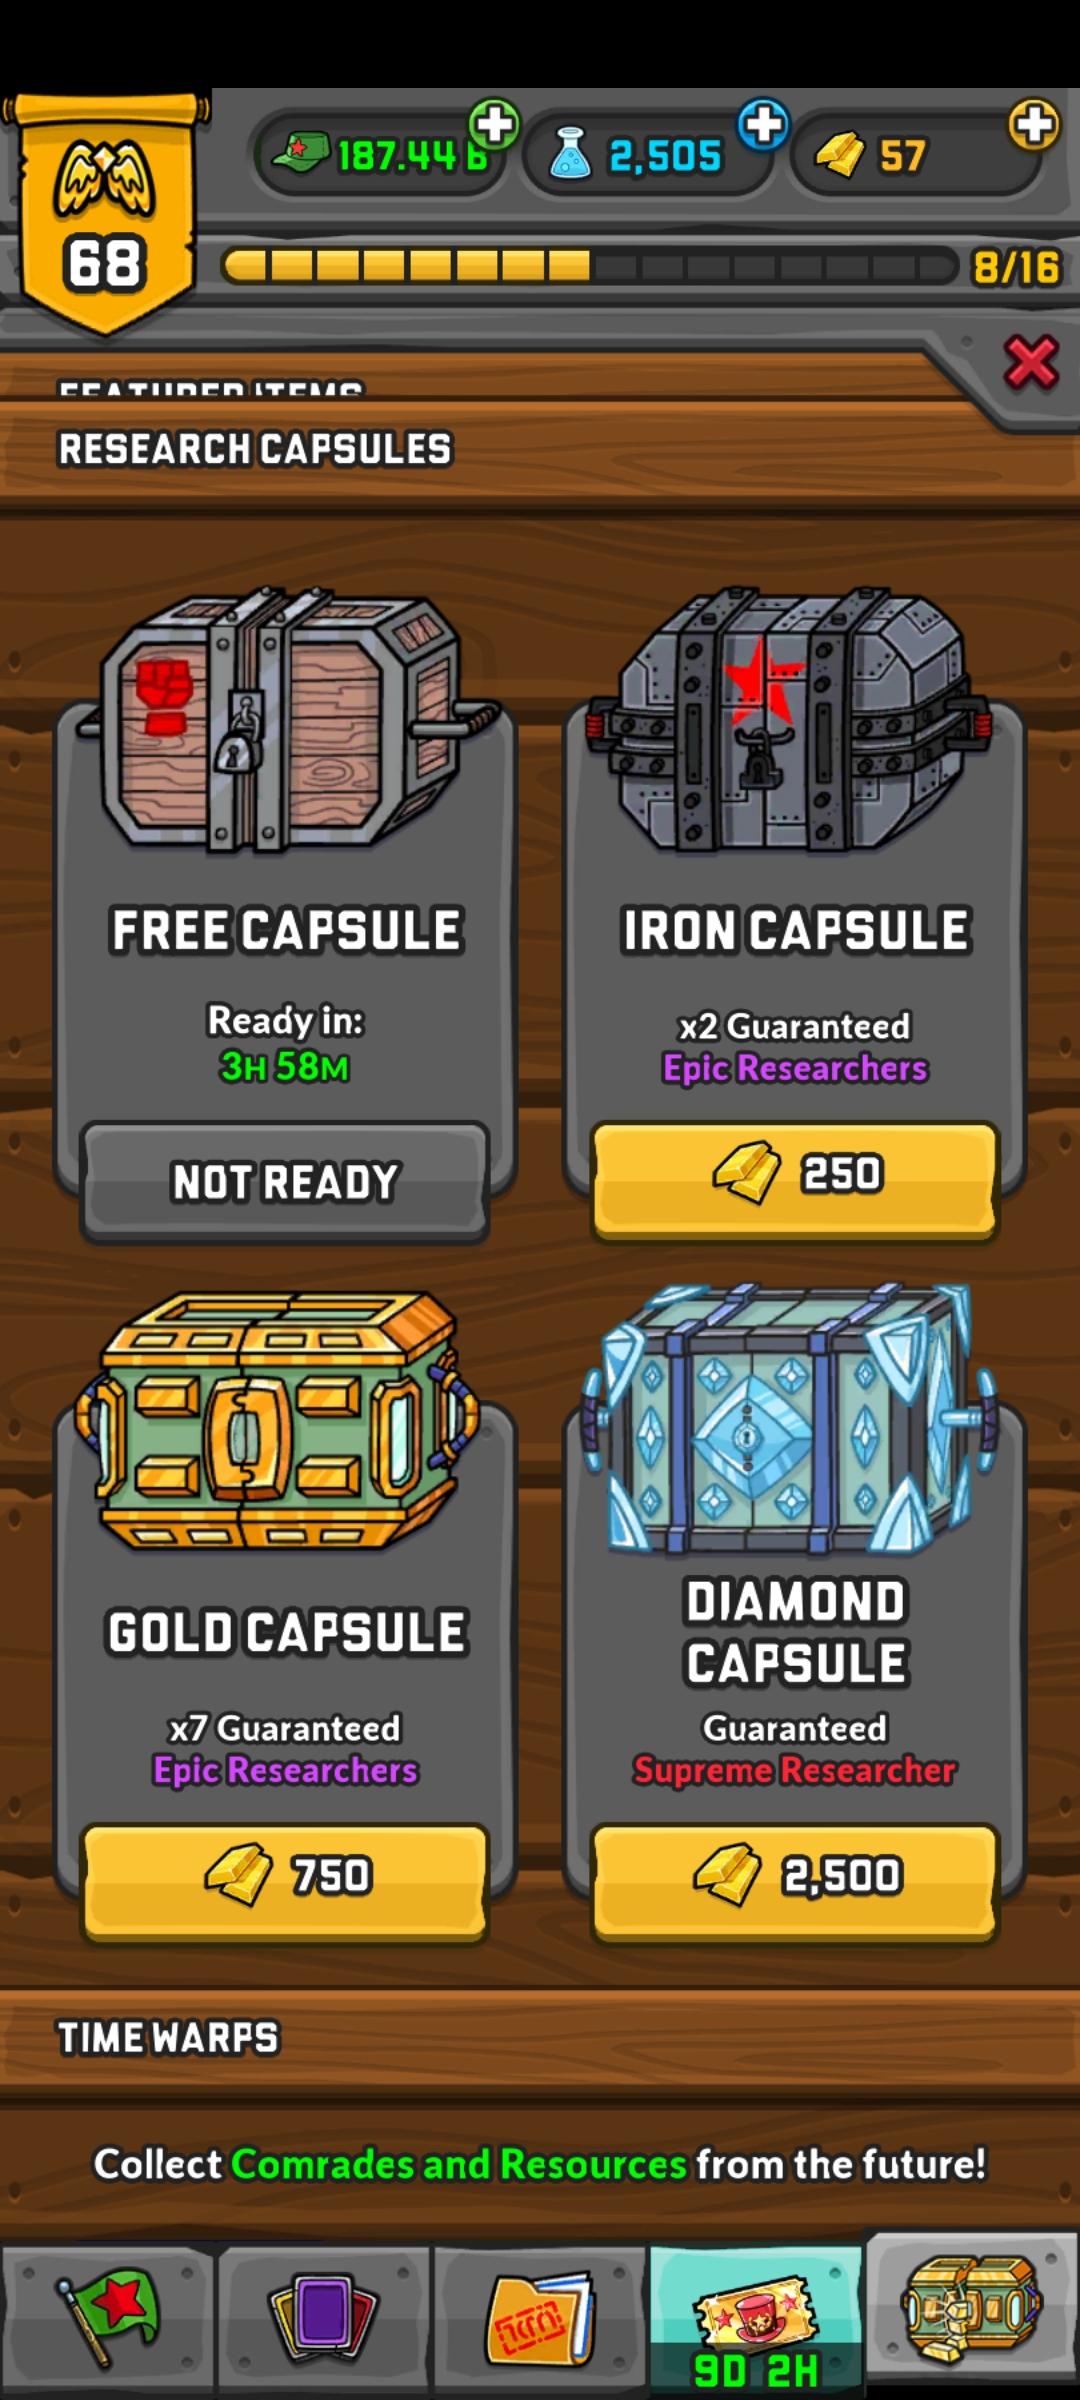 187.44 B
2,505
57
68
8/16
FEATURED ITEMS
RESEARCH CAPSULES
FREE CAPSULE
Ready in:
3H 58M
NOT READY
IRON CAPSULE
x2 Guaranteed
Epic Researchers
250
GOLD CAPSULE
x7 Guaranteed
Epic Researchers
750
DIAMOND
CAPSULE
Guaranteed
Supreme Researcher
2,500
TIME WARPS
Collect Comrades and Resources from the future!
9D 2H